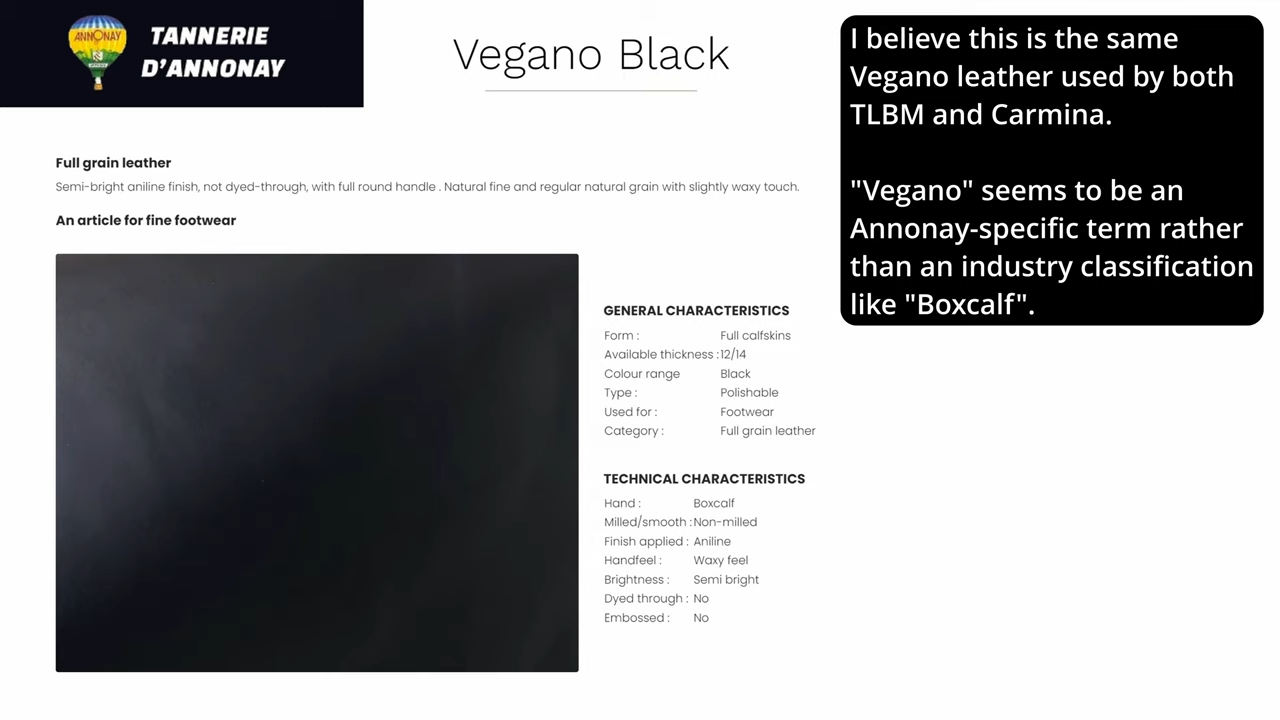 ANNONAY
TANNERIE
D'ANNONAY
Vegano Black
I believe this is the same
Vegano leather used by both
TLBM and Carmina.
"Vegano" seems to be an
Annonay-specific term rather
than an industry classification
like "Boxcalf".
Full grain leather
Semi-bright aniline finish, not dyed-through, with full round handle . Natural fine and regular natural grain with slightly waxy touch.
An article for fine footwear
GENERAL CHARACTERISTICS
Form : Full calfskins
Available thickness : 12/14
Colour range Black
Type : Polishable
Used for : Footwear
Category : Full grain leather
TECHNICAL CHARACTERISTICS
Hand : Boxcalf
Milled/smooth : Non-milled
Finish applied : Aniline
Handfeel : Waxy feel
Brightness : Semi bright
Dyed through : No
Embossed : No